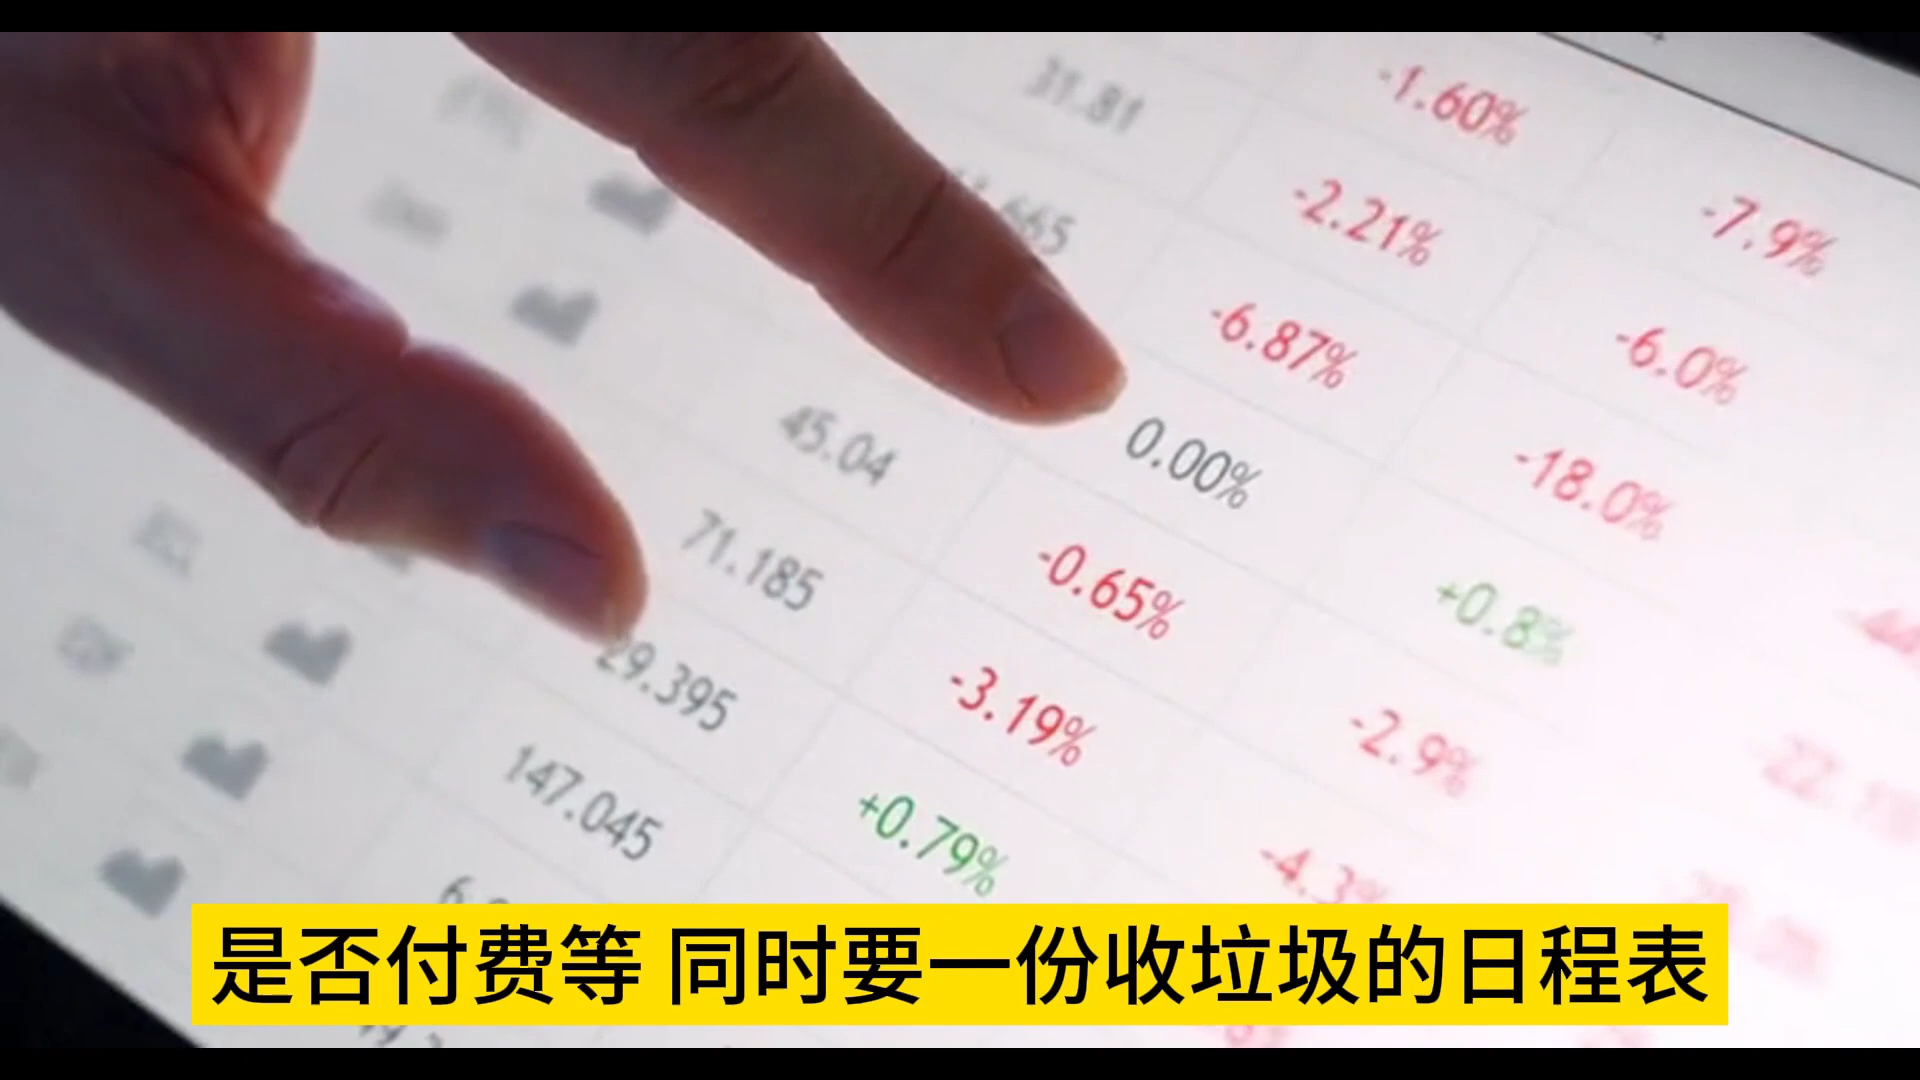 31.81 -1.60%
-2.21% -7.9%
-6.87% -6.0%
45.04 0.00% -18.0%
71.185 -0.65% +0.8%
29.395 -3.19% -2.9%
147.045 +0.79% -4.3%
是否付费等 同时要一份收垃圾的日程表